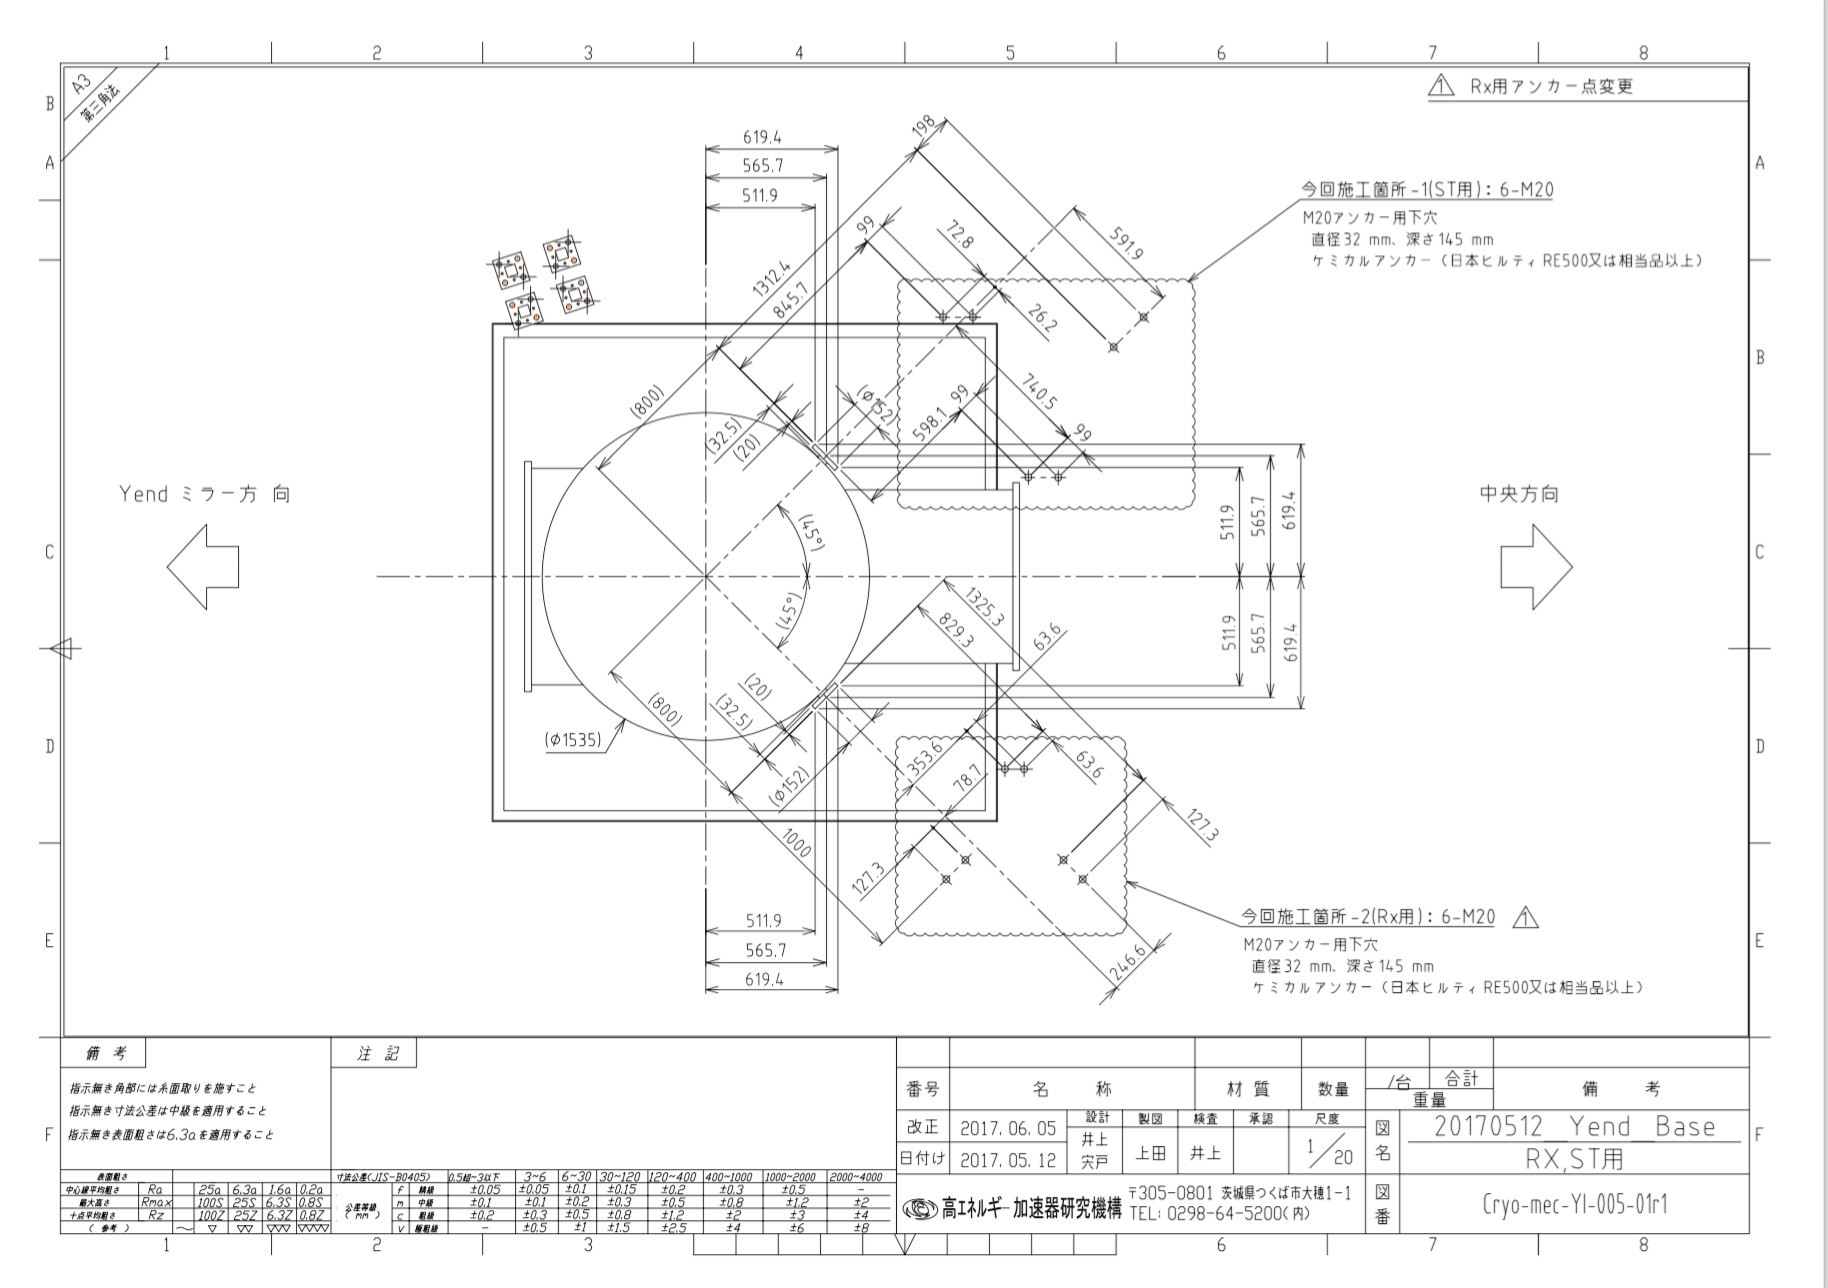 1 2 3 4 5 6 7 8
A3
第三角法
B
A
C
D
E
F
A
B
C
D
E
F
△1 Rx用アンカー点変更
今回施工箇所-1(ST用): 6-M20
M20アンカー用下穴
直径32 mm、深さ145 mm
ケミカルアンカー(日本ヒルティRE500又は相当品以上)
619.4
565.7
511.9
198
99
72.8
591.9
1312.4
845.7
26.2
(800)
(32.5)
(20)
(φ152)
598.1
99
740.5
99
Yend ミラー方 向
中央方向
(45°)
(45°)
511.9
565.7
619.4
511.9
565.7
619.4
1325.3
829.3
63.6
(20)
(32.5)
(800)
(φ1535)
(φ152)
353.6
78.7
63.6
127.3
1000
127.3
246.6
511.9
565.7
619.4
今回施工箇所-2(Rx用): 6-M20 △1
M20アンカー用下穴
直径32 mm、深さ145 mm
ケミカルアンカー(日本ヒルティRE500又は相当品以上)
備 考
指示無き角部には糸面取りを施すこと
指示無き寸法公差は中級を適用すること
指示無き表面粗さは6.3aを適用すること
注 記
表面粗さ
中心線平均粗さ Ra 25a 6.3a 1.6a 0.2a
最大高さ Rmax 100S 25S 6.3S 0.8S
十点平均粗さ Rz 100Z 25Z 6.3Z 0.8Z
(参考) ～ ▽ ▽▽ ▽▽▽ ▽▽▽▽
寸法公差(JIS-B0405) 0.5超~3以下 3~6 6~30 30~120 120~400 400~1000 1000~2000 2000~4000
公差等級(mm)
f 精級 ±0.05 ±0.05 ±0.1 ±0.15 ±0.2 ±0.3 ±0.5 -
m 中級 ±0.1 ±0.1 ±0.2 ±0.3 ±0.5 ±0.8 ±1.2 ±2
c 粗級 ±0.2 ±0.3 ±0.5 ±0.8 ±1.2 ±2 ±3 ±4
v 極粗級 - ±0.5 ±1 ±1.5 ±2.5 ±4 ±6 ±8
番号 名 称 材 質 数量 /台 合計 重量 備 考
改正 2017.06.05
日付け 2017.05.12
設計 製図 検査 承認 尺度
井上
宍戸
上田 井上 1/20
図名
20170512_Yend_Base
RX,ST用
高エネルギー加速器研究機構
〒305-0801 茨城県つくば市大穂1-1
TEL: 0298-64-5200(内)
図番
Cryo-mec-YI-005-01r1
1 2 3 6 7 8